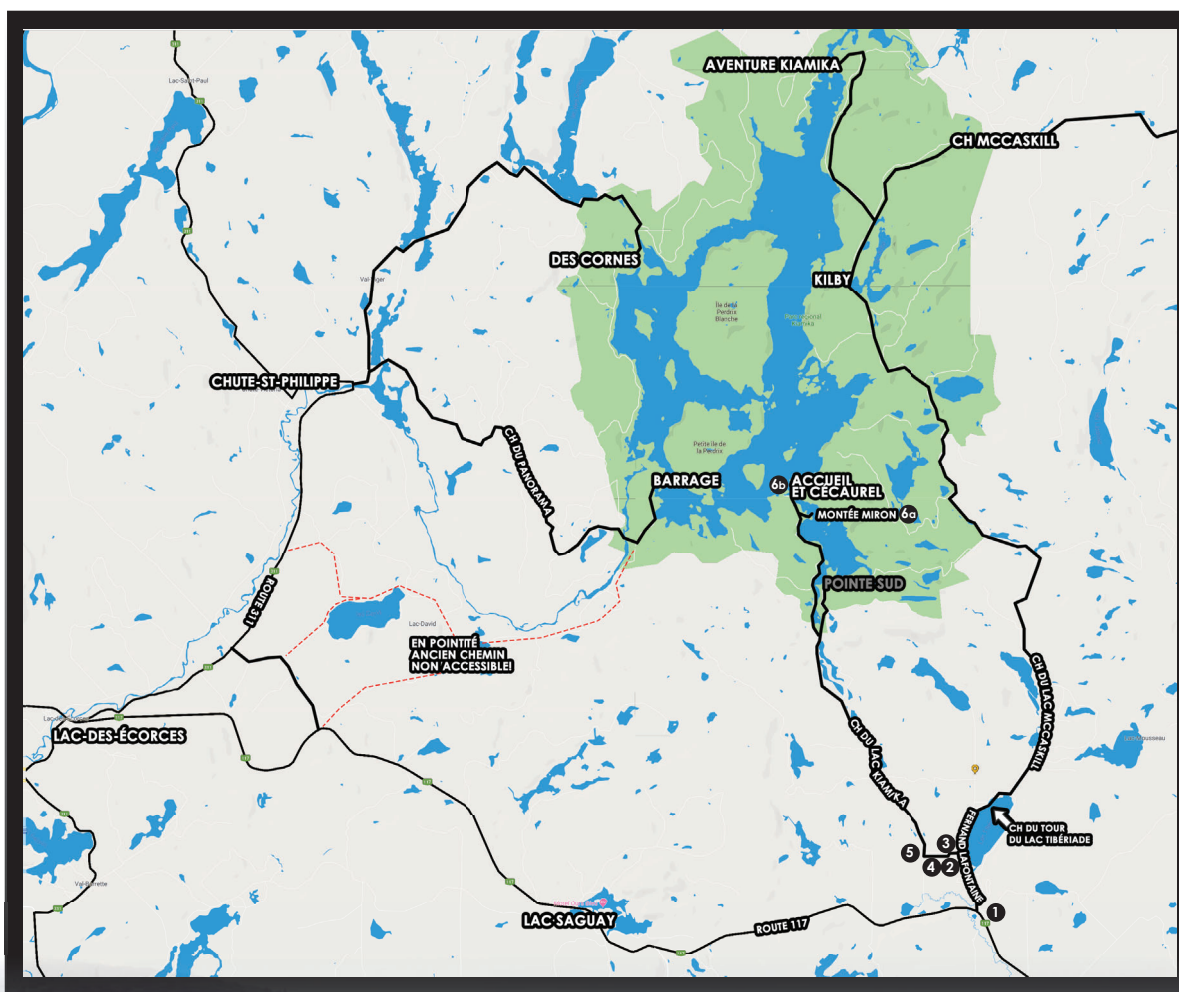 AVENTURE KIAMIKA
Lac-Saint-Paul
CH MCCASKILL
DES CORNES
KILBY
Île de la
Perdrix
Blanche
CHUTE-ST-PHILIPPE
CH DU PANORAMA
Petite île de
la Perdrix
BARRAGE
6b ACCUEIL
ET CÉCAUREL
MONTÉE MIRON 6a
POINTE SUD
ROUTE 311
Lac-David
EN POINTITÉ
ANCIEN CHEMIN
NON ACCESSIBLE!
CH DU LAC MCCASKILL
LAC-DES-ÉCORCES
CH DU LAC KIAMIKA
FERNAND LAFONTAINE
CH DU TOUR
DU LAC TIBÉRIADE
3
5
4
2
Val-Barrette
LAC SAGUAY
1
ROUTE 117